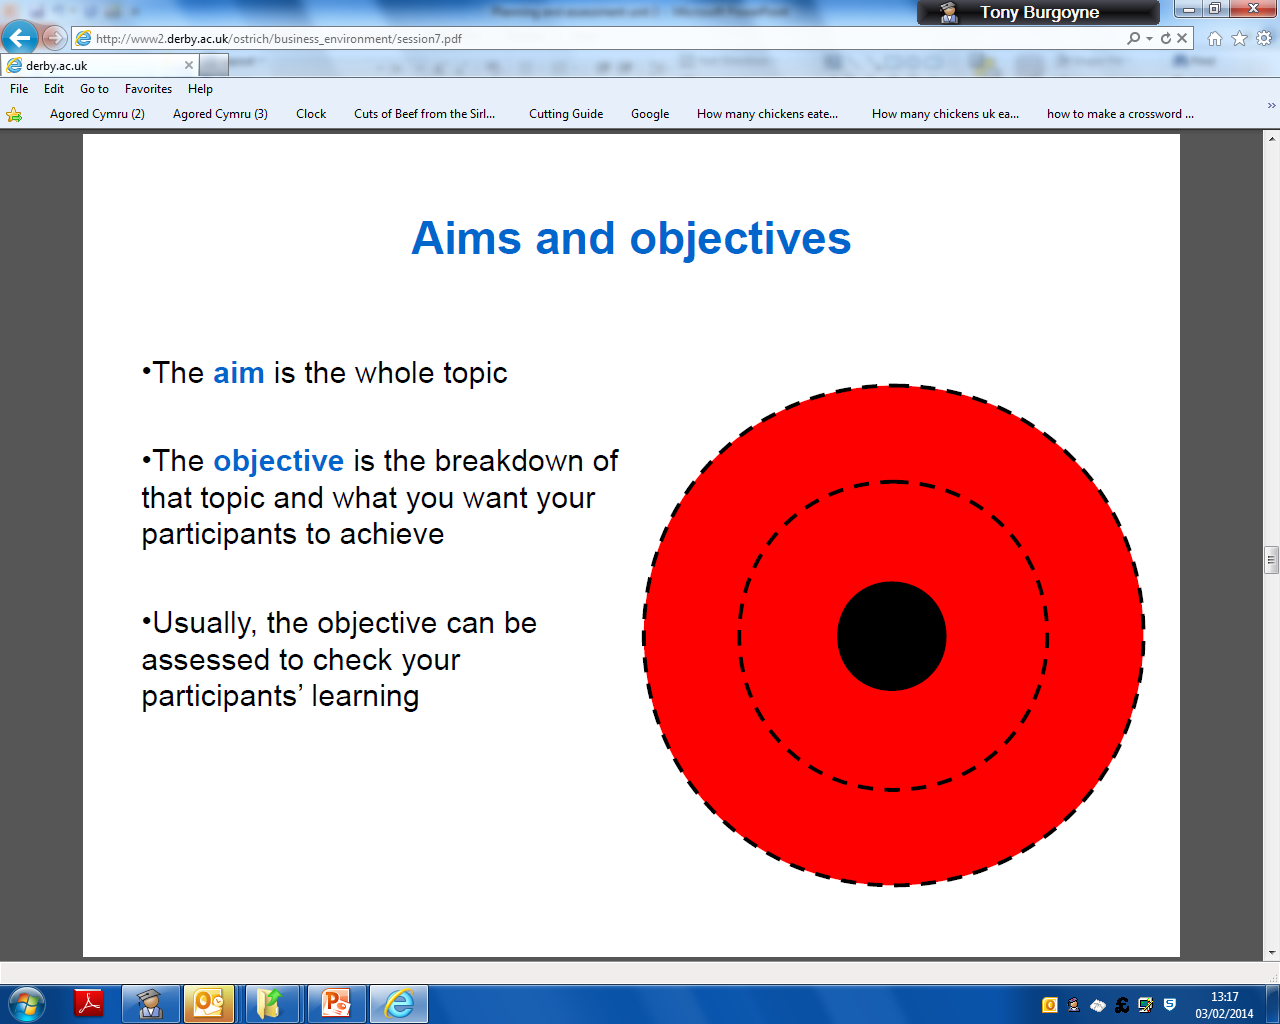 Tony Burgoyne
http://www2.derby.ac.uk/ostrich/business_environment/session7.pdf
derby.ac.uk
File Edit Go to Favorites Help
Agored Cymru (2) Agored Cymru (3) Clock Cuts of Beef from the Sirl... Cutting Guide Google How many chickens eate... How many chickens uk ea... how to make a crossword ...
Aims and objectives
•The aim is the whole topic
•The objective is the breakdown of
that topic and what you want your
participants to achieve
•Usually, the objective can be
assessed to check your
participants’ learning
13:17
03/02/2014